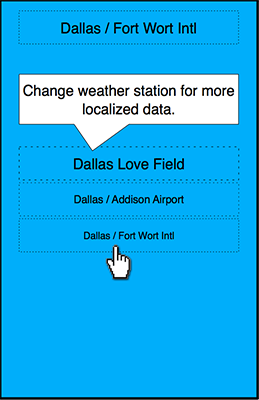 Dallas / Fort Wort Intl
Change weather station for more
localized data.
Dallas Love Field
Dallas / Addison Airport
Dallas / Fort Wort Intl